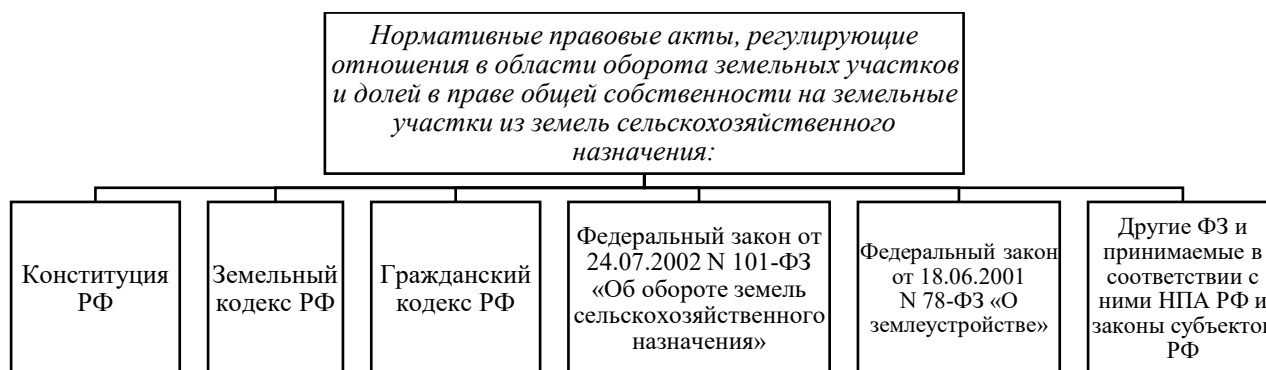 Нормативные правовые акты, регулирующие
отношения в области оборота земельных участков
и долей в праве общей собственности на земельные
участки из земель сельскохозяйственного
назначения:
Конституция
РФ
Земельный
кодекс РФ
Гражданский
кодекс РФ
Федеральный закон от
24.07.2002 N 101-ФЗ
«Об обороте земель
сельскохозяйственного
назначения»
Федеральный закон
от 18.06.2001
N 78-ФЗ «О
землеустройстве»
Другие ФЗ и
принимаемые в
соответствии с
ними НПА РФ и
законы субъектов
РФ